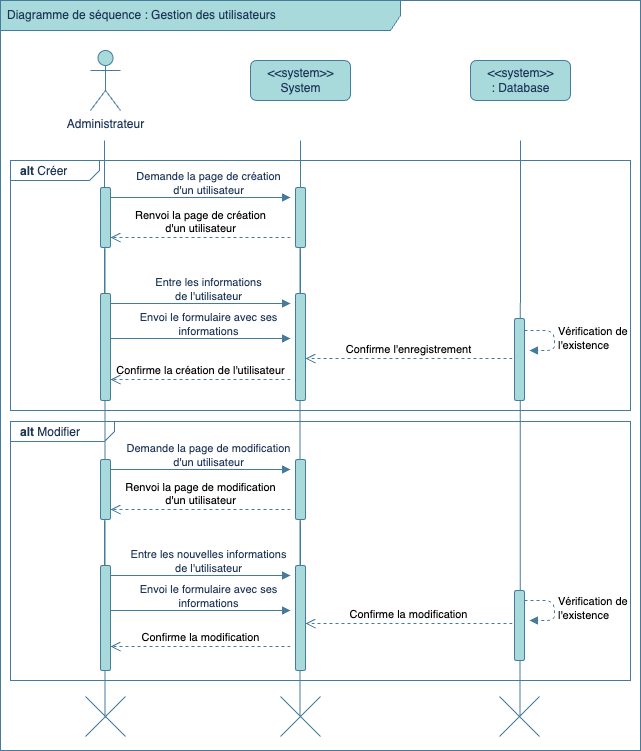 Diagramme de séquence : Gestion des utilisateurs
<<system>>
System
<<system>>
: Database
Administrateur
alt Créer
Demande la page de création
d'un utilisateur
Renvoi la page de création
d'un utilisateur
Entre les informations
de l'utilisateur
Envoi le formulaire avec ses
informations
Vérification de
l'existence
Confirme l'enregistrement
Confirme la création de l'utilisateur
alt Modifier
Demande la page de modification
d'un utilisateur
Renvoi la page de modification
d'un utilisateur
Entre les nouvelles informations
de l'utilisateur
Envoi le formulaire avec ses
informations
Vérification de
l'existence
Confirme la modification
Confirme la modification